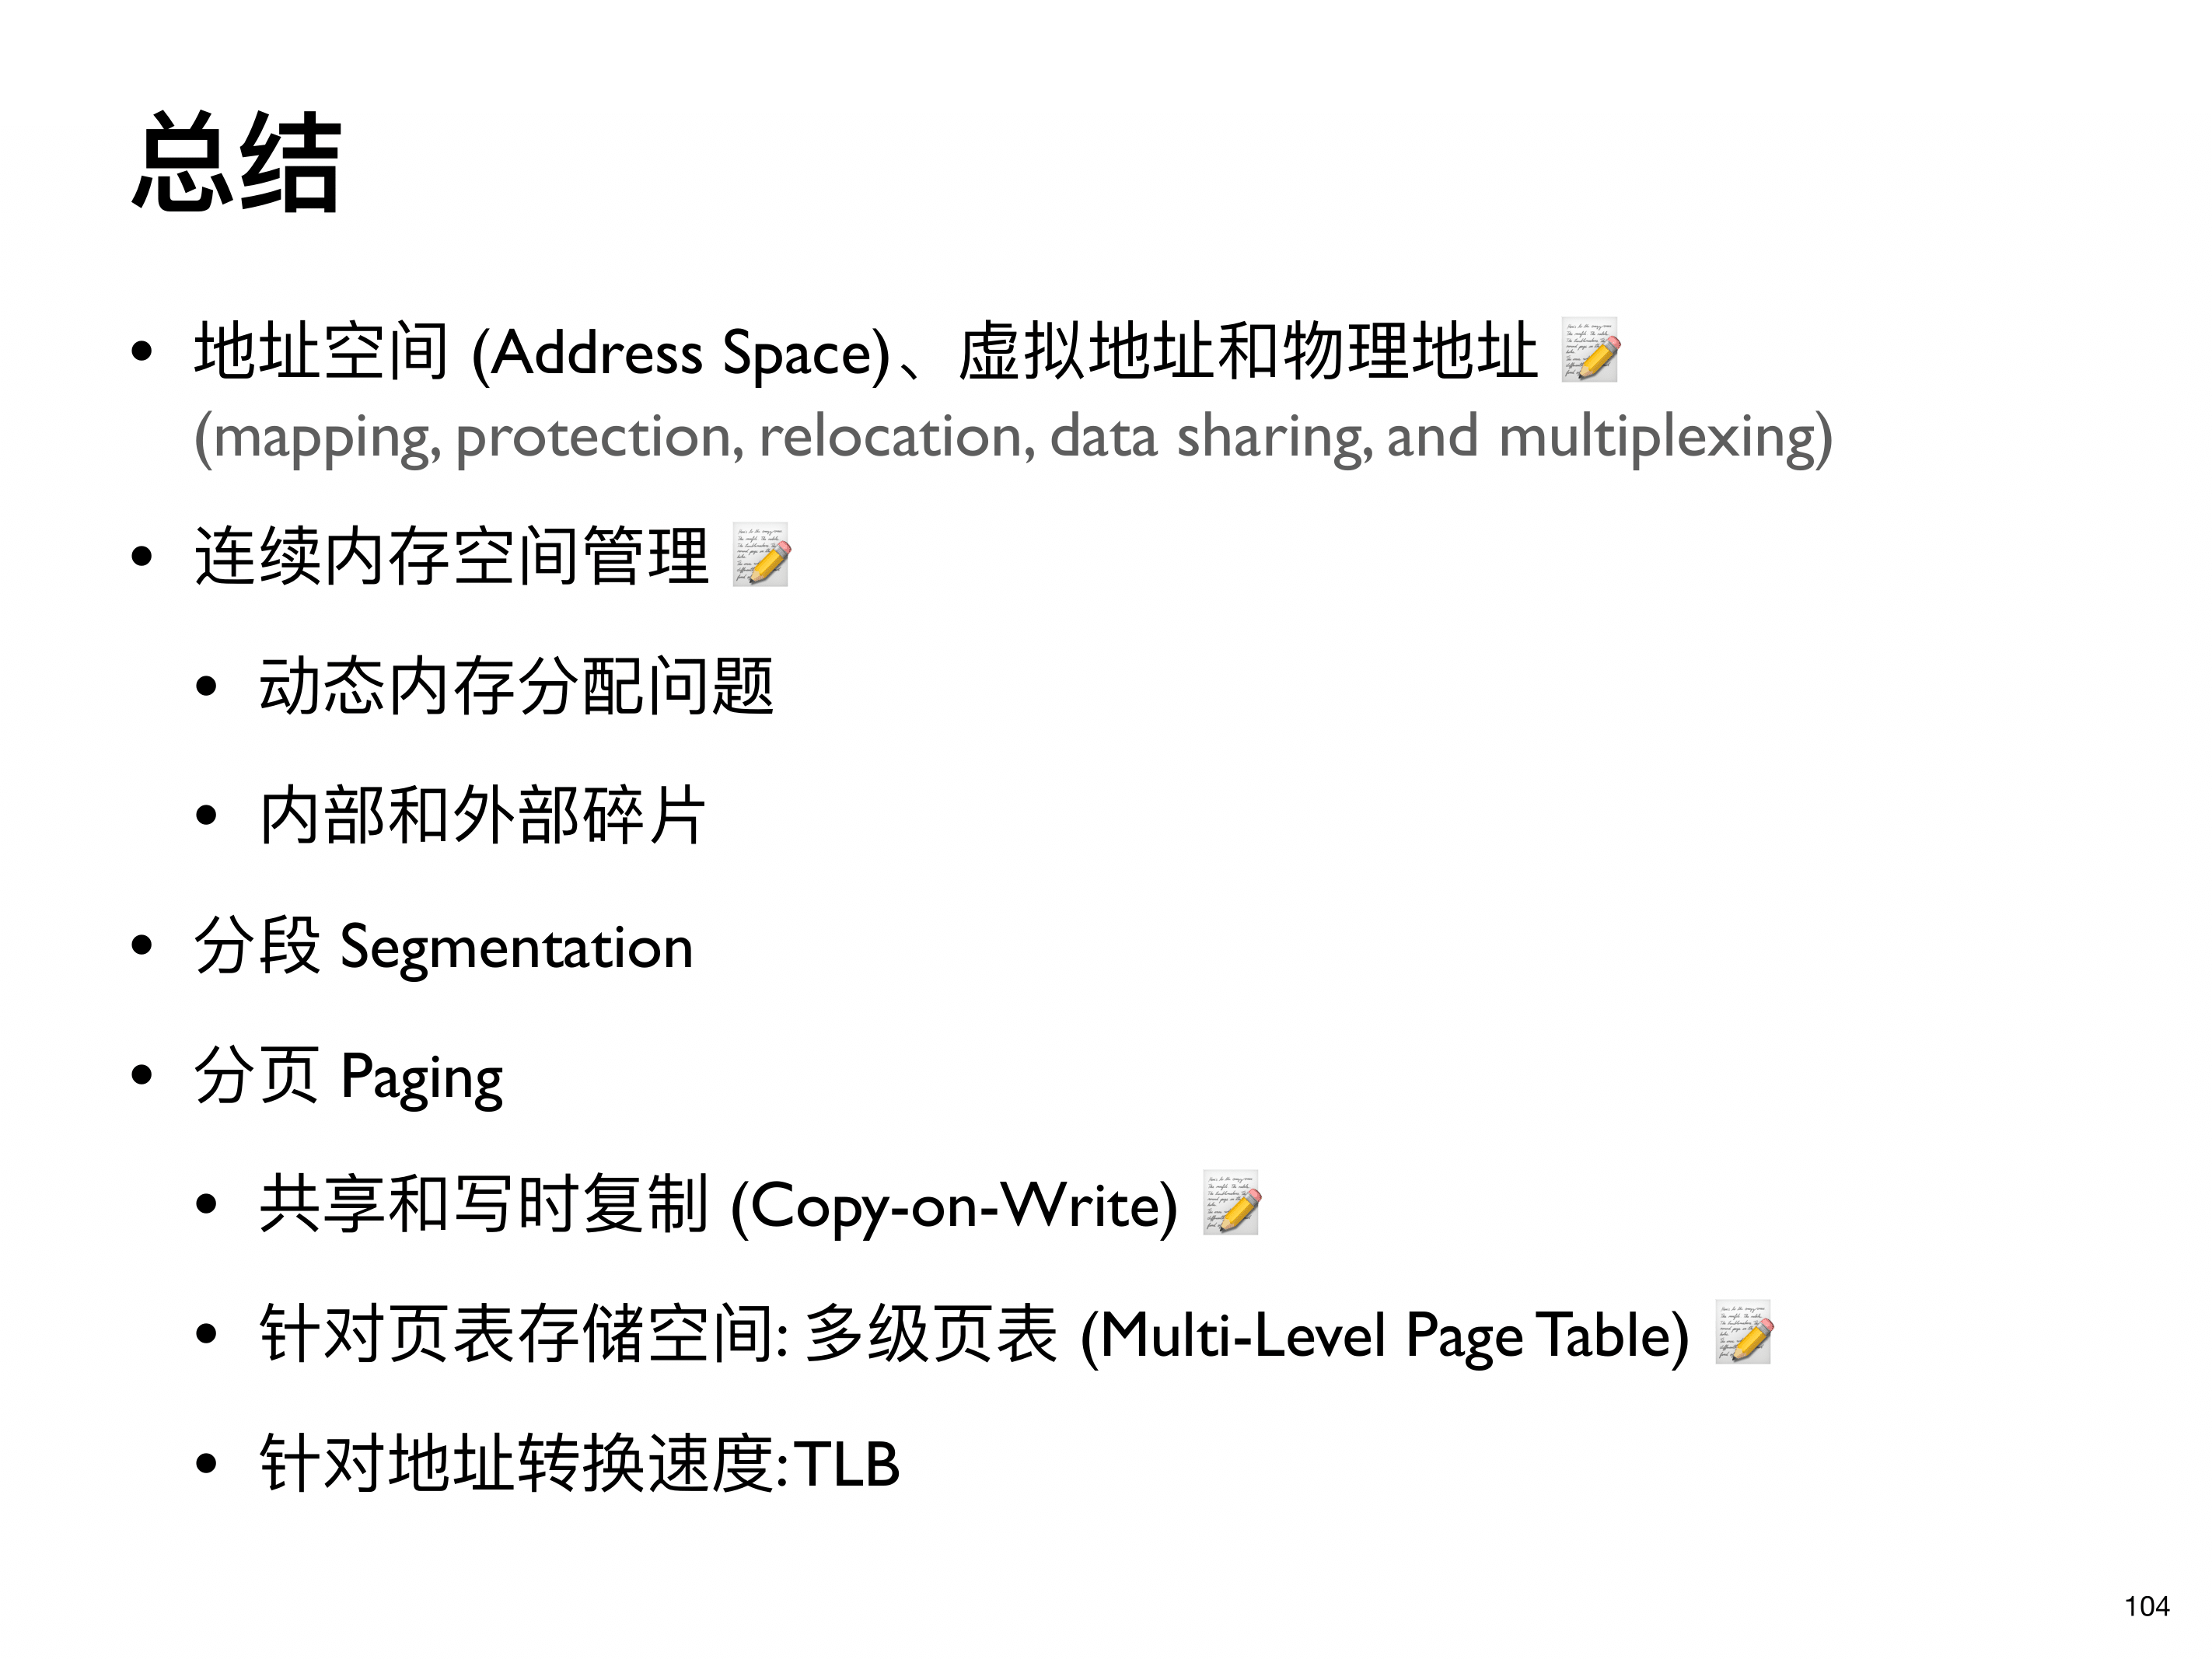 总结
• 地址空间 (Address Space)、虚拟地址和物理地址 📝
(mapping, protection, relocation, data sharing, and multiplexing)
• 连续内存空间管理 📝
• 动态内存分配问题
• 内部和外部碎片
• 分段 Segmentation
• 分页 Paging
• 共享和写时复制 (Copy-on-Write) 📝
• 针对页表存储空间: 多级页表 (Multi-Level Page Table) 📝
• 针对地址转换速度: TLB
104